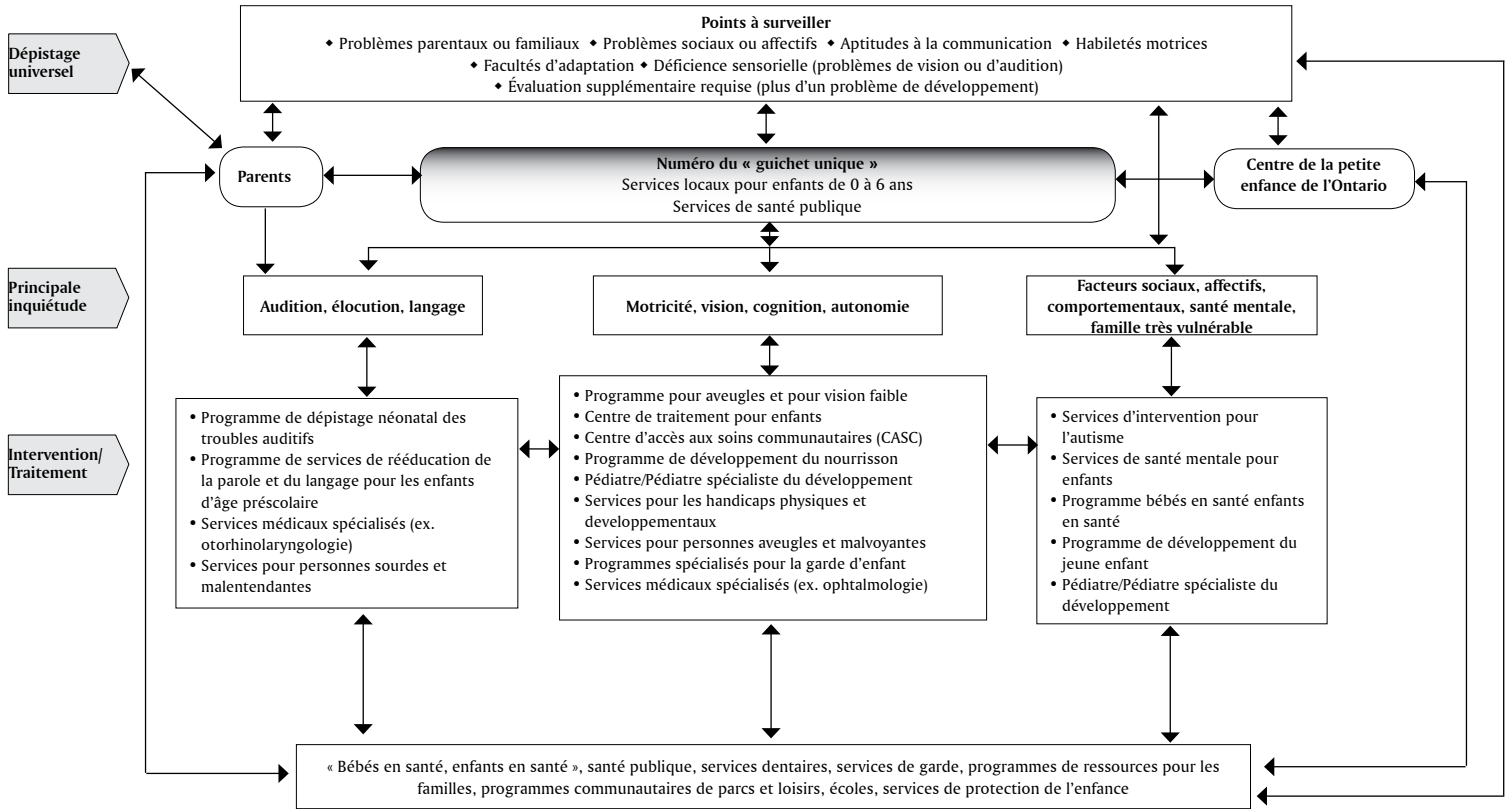 Points à surveiller
◆ Problèmes parentaux ou familiaux ◆ Problèmes sociaux ou affectifs ◆ Aptitudes à la communication ◆ Habiletés motrices
◆ Facultés d'adaptation ◆ Déficience sensorielle (problèmes de vision ou d'audition)
◆ Évaluation supplémentaire requise (plus d'un problème de développement)
Dépistage
universel
Parents
Numéro du « guichet unique »
Services locaux pour enfants de 0 à 6 ans
Services de santé publique
Centre de la petite
enfance de l'Ontario
Principale
inquiétude
Audition, élocution, langage
Motricité, vision, cognition, autonomie
Facteurs sociaux, affectifs,
comportementaux, santé mentale,
famille très vulnérable
Intervention/
Traitement
• Programme de dépistage néonatal des
troubles auditifs
• Programme de services de rééducation de
la parole et du langage pour les enfants
d'âge préscolaire
• Services médicaux spécialisés (ex.
otorhinolaryngologie)
• Services pour personnes sourdes et
malentendantes
• Programme pour aveugles et pour vision faible
• Centre de traitement pour enfants
• Centre d'accès aux soins communautaires (CASC)
• Programme de développement du nourrisson
• Pédiatre/Pédiatre spécialiste du développement
• Services pour les handicaps physiques et
developpementaux
• Services pour personnes aveugles et malvoyantes
• Programmes spécialisés pour la garde d'enfant
• Services médicaux spécialisés (ex. ophtalmologie)
• Services d'intervention pour
l'autisme
• Services de santé mentale pour
enfants
• Programme bébés en santé enfants
en santé
• Programme de développement du
jeune enfant
• Pédiatre/Pédiatre spécialiste du
développement
« Bébés en santé, enfants en santé », santé publique, services dentaires, services de garde, programmes de ressources pour les
familles, programmes communautaires de parcs et loisirs, écoles, services de protection de l'enfance